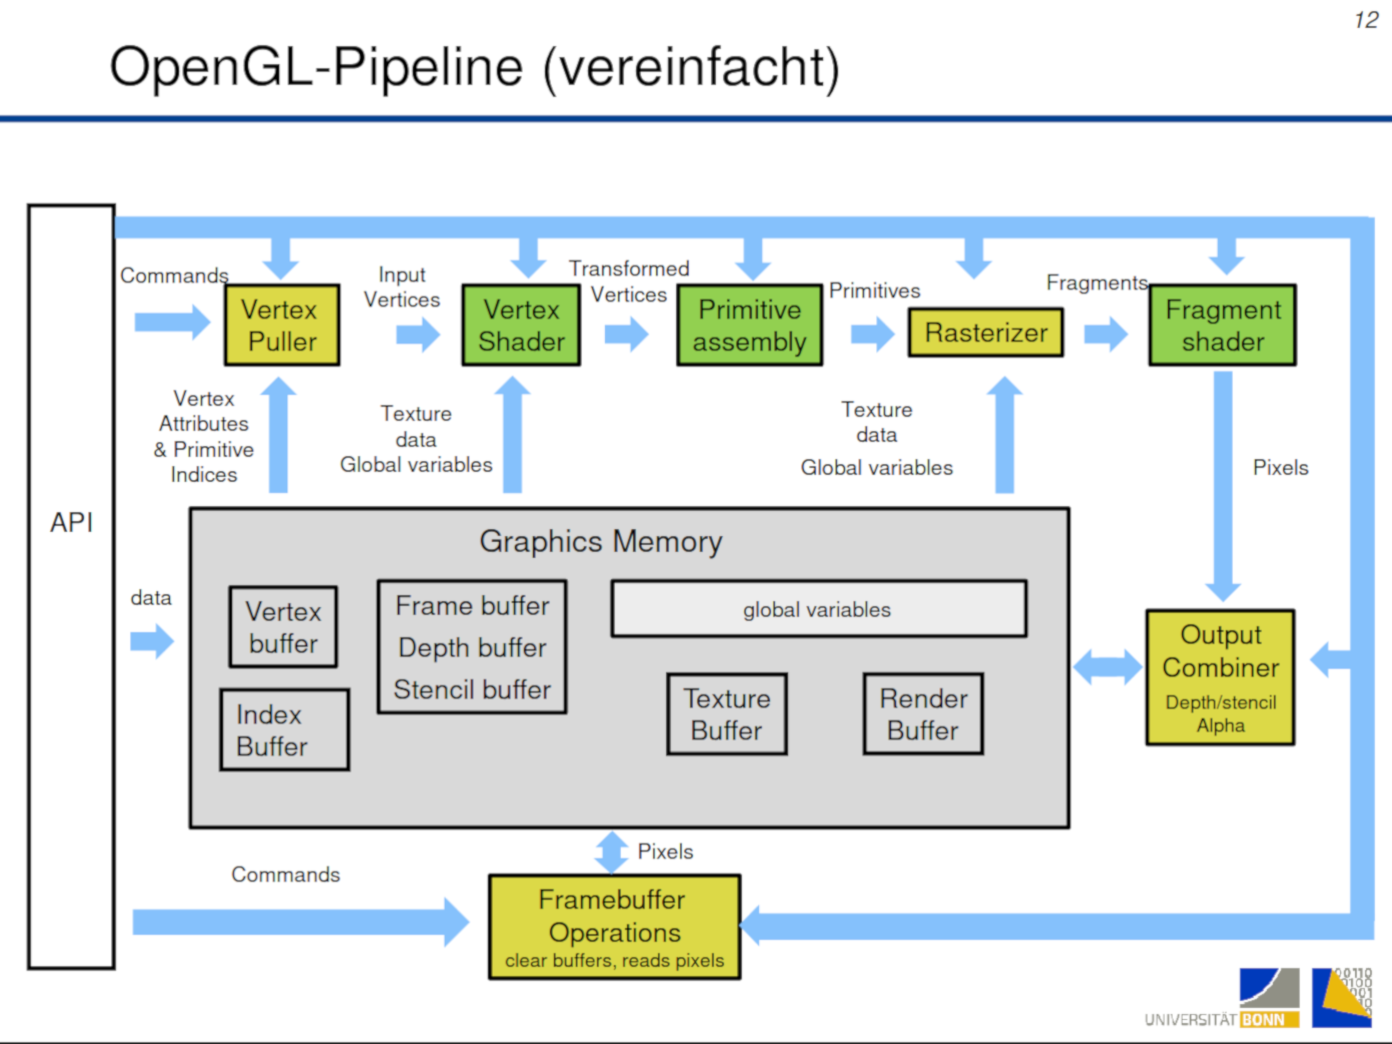 12
OpenGL-Pipeline (vereinfacht)
API
Commands
Vertex
Puller
Input
Vertices
Vertex
Shader
Transformed
Vertices
Primitive
assembly
Primitives
Rasterizer
Fragments
Fragment
shader
Vertex
Attributes
& Primitive
Indices
Texture
data
Global variables
Texture
data
Global variables
Pixels
data
Graphics Memory
Vertex
buffer
Index
Buffer
Frame buffer
Depth buffer
Stencil buffer
global variables
Texture
Buffer
Render
Buffer
Output
Combiner
Depth/stencil
Alpha
Pixels
Commands
Framebuffer
Operations
clear buffers, reads pixels
UNIVERSITÄT BONN